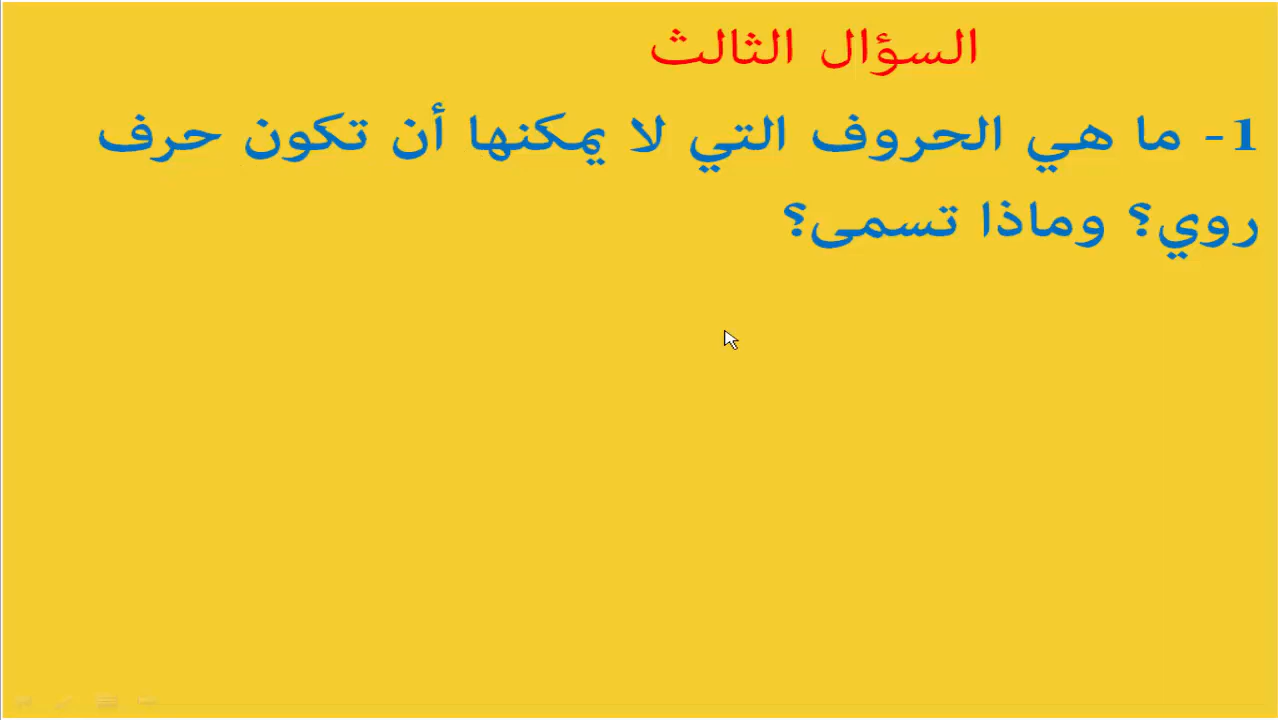 السؤال الثالث
1- ما هي الحروف التي لا يمكنها أن تكون حرف
روي؟ وماذا تسمى؟